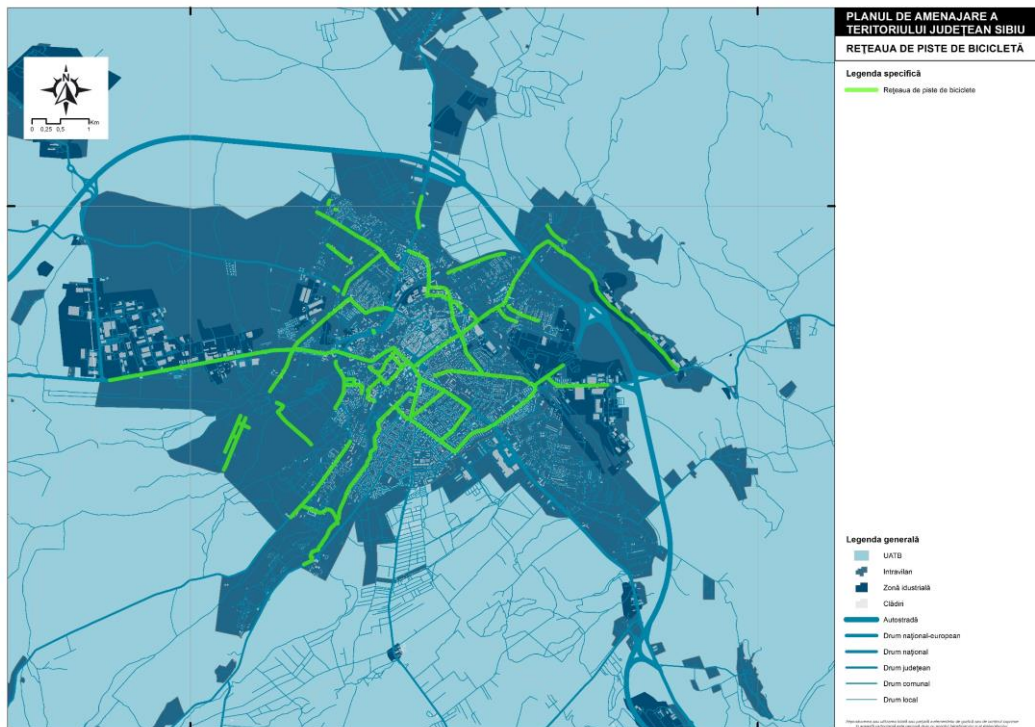 PLANUL DE AMENAJARE A
TERITORIULUI JUDEȚEAN SIBIU
REȚEAUA DE PISTE DE BICICLETĂ
Legenda specifică
Rețeaua de piste de biciclete
N
Km
0 0,25 0,5 1
Legenda generală
UATB
Intravilan
Zonă idustrială
Clădiri
Autostradă
Drum național-european
Drum național
Drum județean
Drum comunal
Drum local